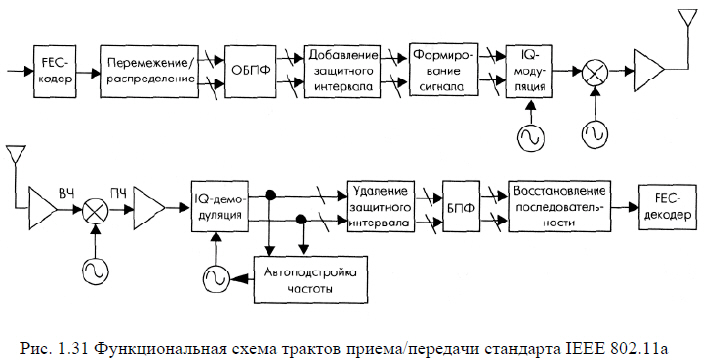 FEC-
кодер
Перемежение/
распределение
ОБПФ
Добавление
защитного
интервала
Формиро-
вание
сигнала
IQ-
моду-
ляция
ВЧ
ПЧ
IQ-демо-
дуляция
Удаление
защитного
интервала
БПФ
Восстановление
последователь-
ности
FEC-
декодер
Автоподстройка
частоты
Рис. 1.31 Функциональная схема трактов приема/передачи стандарта IEEE 802.11a